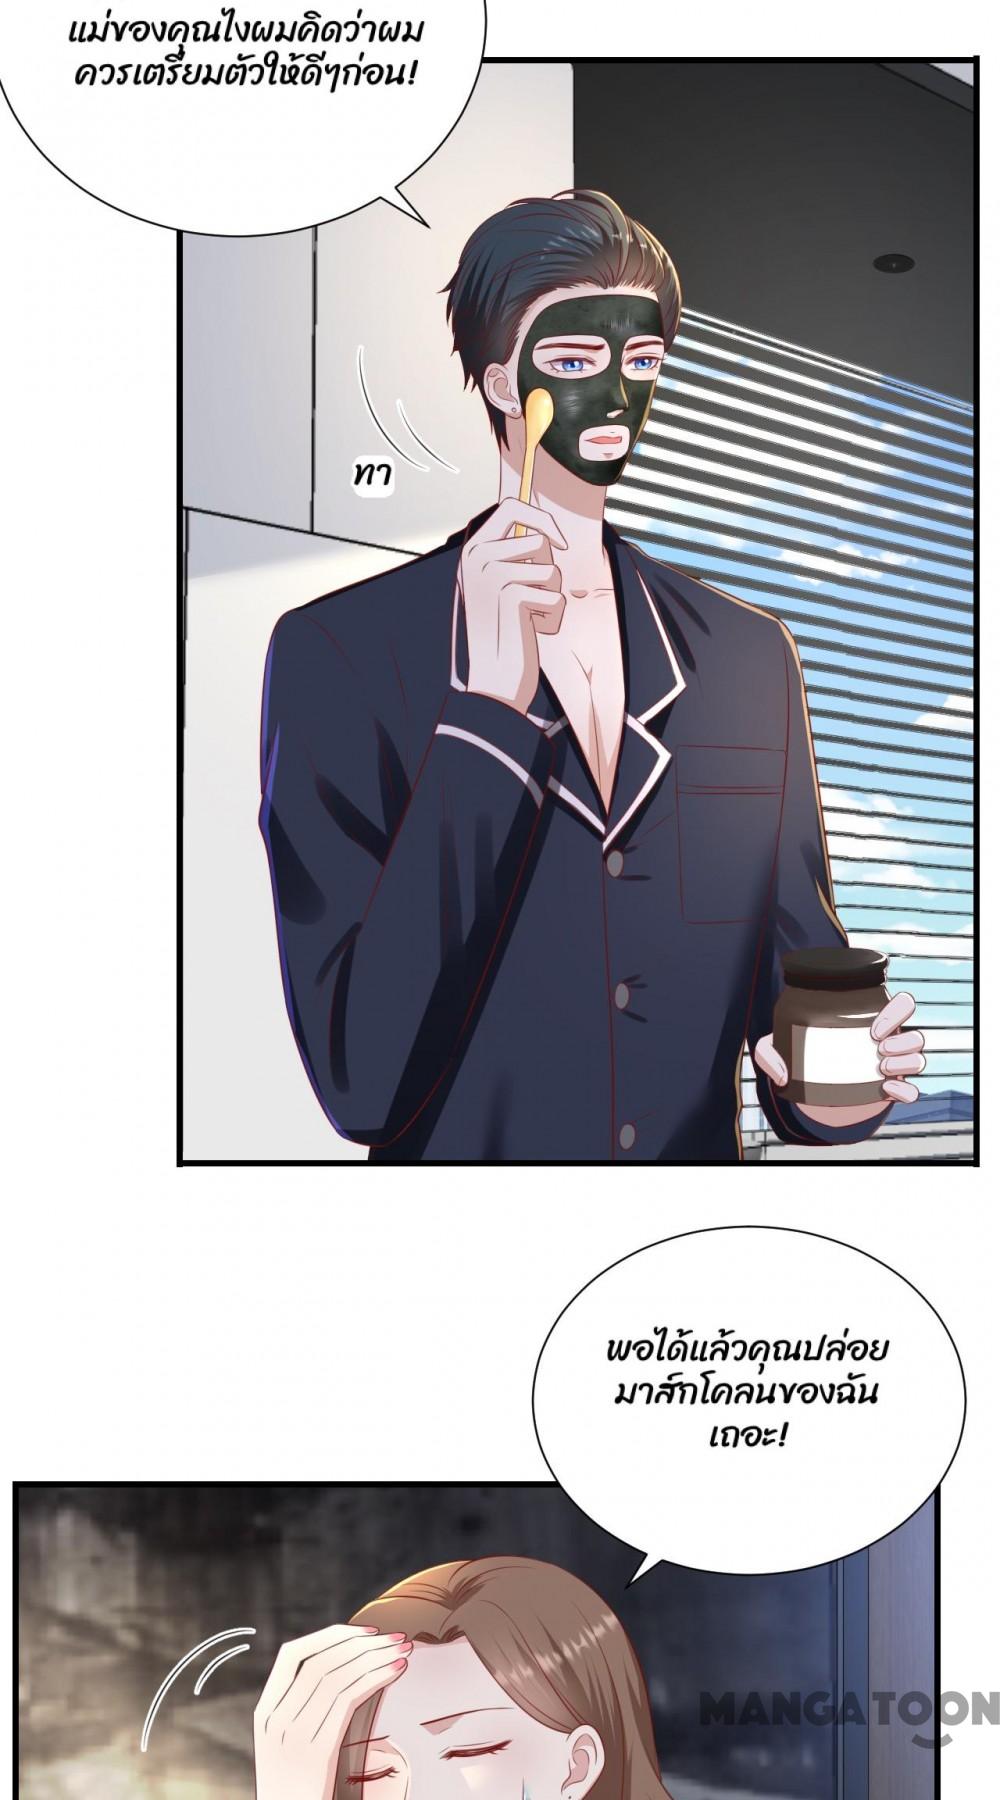 แม่ของคุณไงผมคิดว่าผม
ควรเตรียมตัวให้ดีๆก่อน!
ทา
พอได้แล้วคุณปล่อย
มาส์กโคลนของฉัน
เถอะ!
MANGATOON